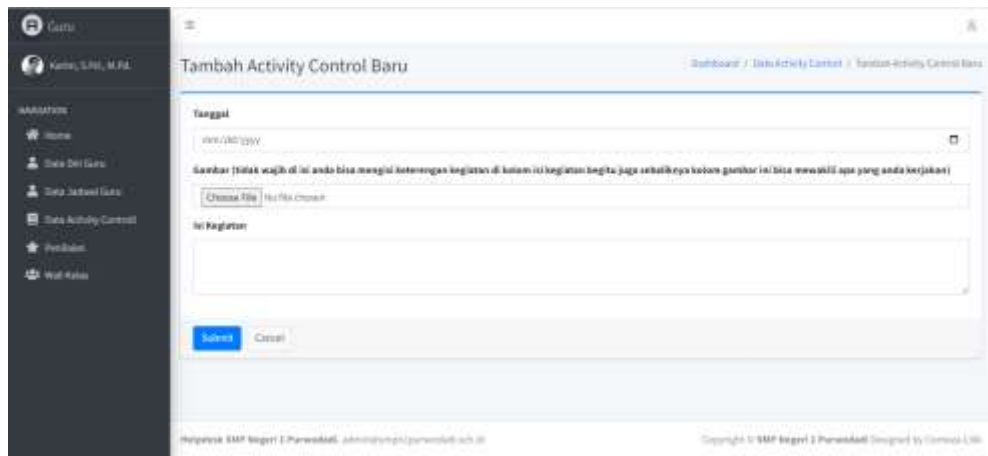 Guru
S.Pd., M.Pd.
Tambah Activity Control Baru
Dashboard / Data Activity Control / Tambah Activity Control Baru
NAVIGATION
Home
Data Diri Guru
Data Jadwal Guru
Data Activity Controll
Penilaian
Wali Kelas
Tanggal
mm/dd/yyyy
Gambar (tidak wajib di isi anda bisa mengisi keterengan kegiatan di kolom isi kegiatan begitu juga sebaliknya kolom gambar ini bisa mewakili apa yang anda kerjakan)
Choose File No file chosen
Isi Kegiatan
Submit
Cancel
Helpdesk SMP Negeri 1 Purwodadi.
Copyright © SMP Negeri 1 Purwodadi Designed by